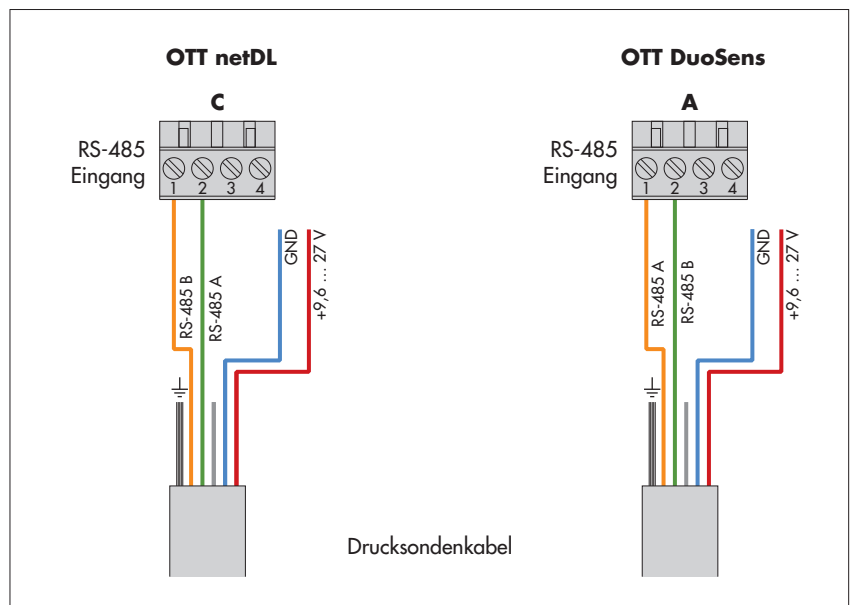 OTT netDL
C
RS-485
Eingang
1 2 3 4
RS-485 B
RS-485 A
GND
+9,6 ... 27 V
OTT DuoSens
A
RS-485
Eingang
1 2 3 4
RS-485 A
RS-485 B
GND
+9,6 ... 27 V
Drucksondenkabel